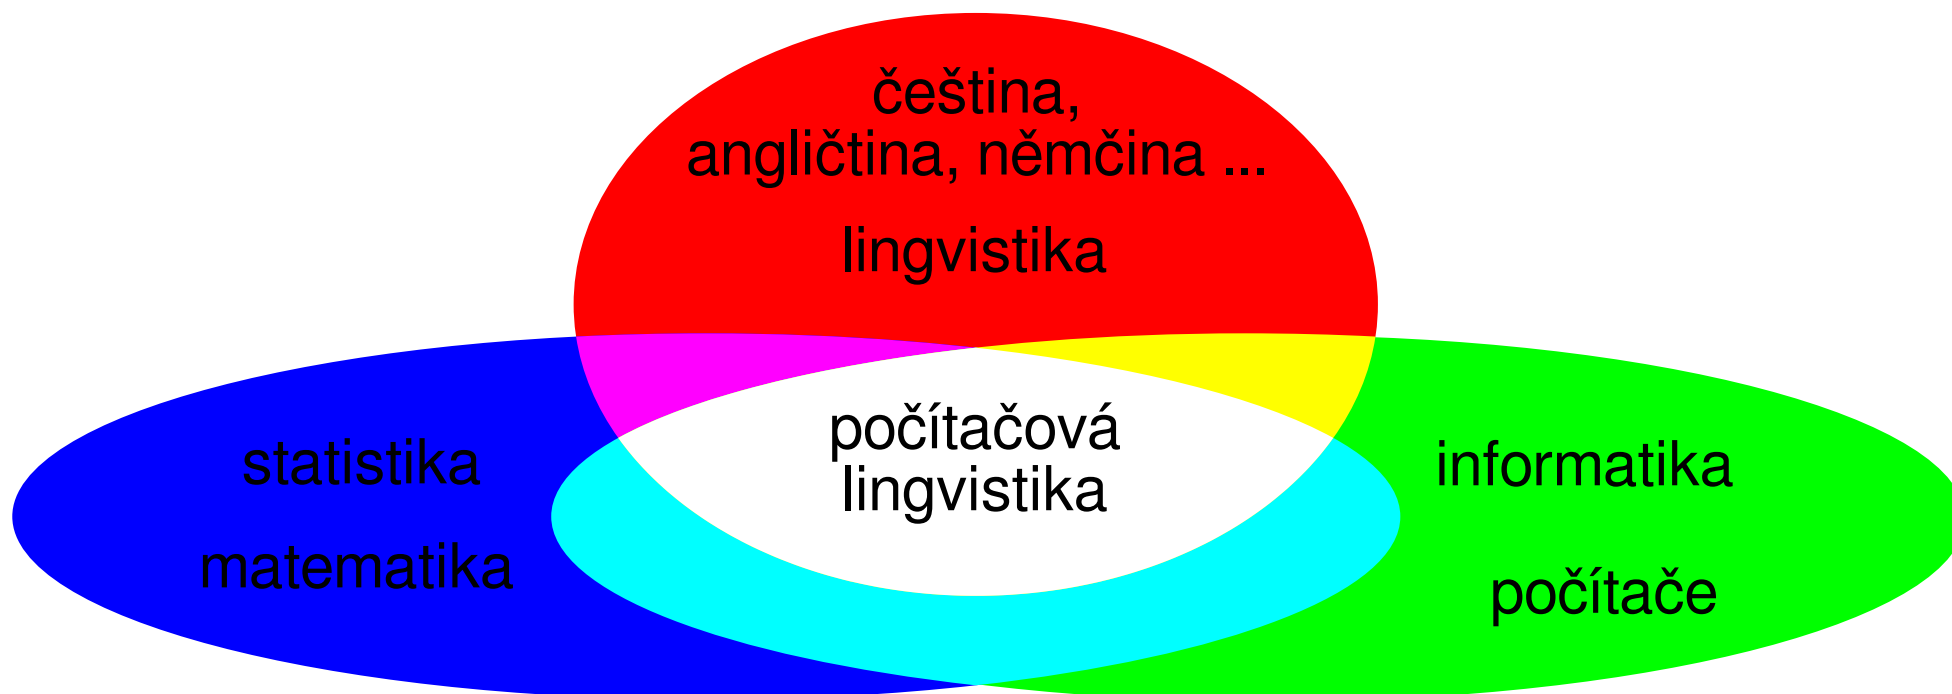 čeština,
angličtina, němčina ...
lingvistika
počítačová
lingvistika
statistika
matematika
informatika
počítače